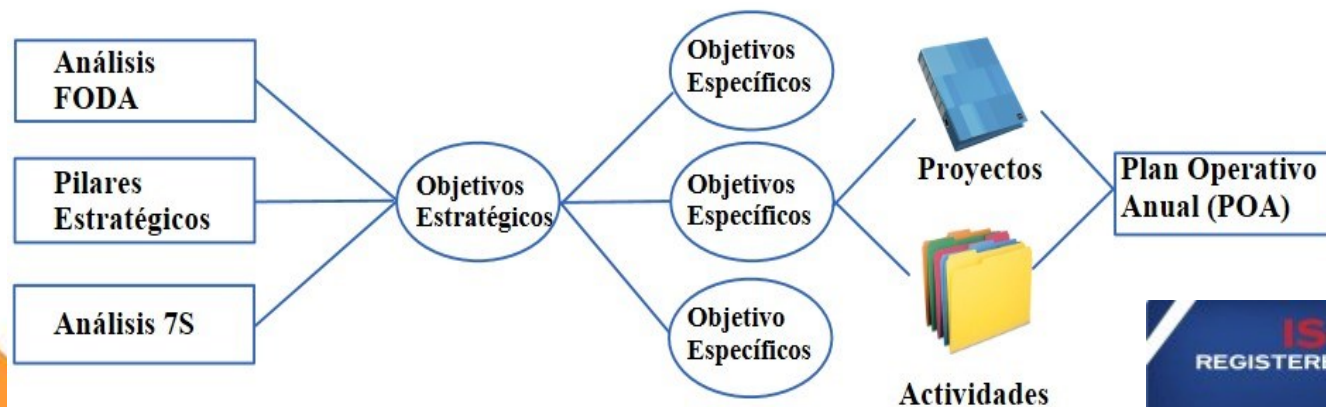 Análisis
FODA
Pilares
Estratégicos
Análisis 7S
Objetivos
Estratégicos
Objetivos
Específicos
Objetivos
Específicos
Objetivo
Específicos
Proyectos
Actividades
Plan Operativo
Anual (POA)